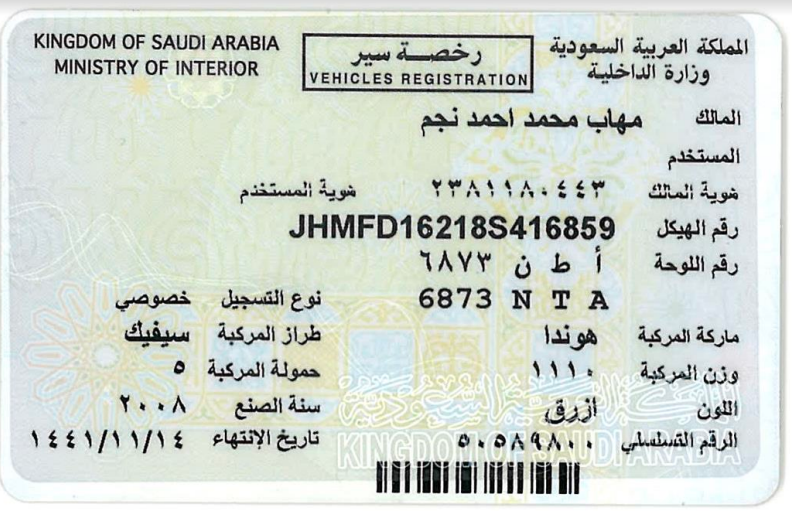 KINGDOM OF SAUDI ARABIA
MINISTRY OF INTERIOR
رخصة سير
VEHICLES REGISTRATION
المملكة العربية السعودية
وزارة الداخلية
المالك مهاب محمد احمد نجم
المستخدم
هوية المالك ٢٣٨١١٨٠٤٤٣ هوية المستخدم
رقم الهيكل JHMFD16218S416859
رقم اللوحة أ ط ن ٦٨٧٣
6873 N T A نوع التسجيل خصوصي
ماركة المركبة هوندا طراز المركبة سيفيك
وزن المركبة ١١١٠ حمولة المركبة ٥
اللون ازرق سنة الصنع ٢٠٠٨
الرقم التسلسلي ٥٠٥٨٩٨٠٠ تاريخ الإنتهاء ١٤٤١/١١/١٤
المملكة العربية السعودية
KINGDOM OF SAUDI ARABIA